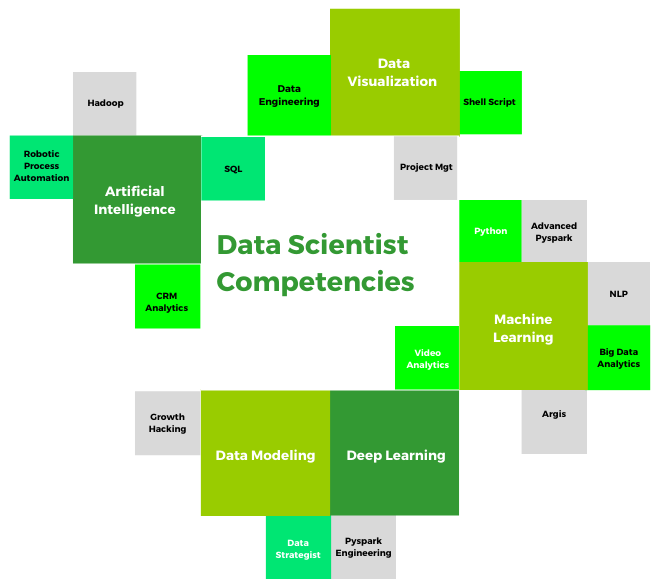 Data
Visualization
Data
Engineering
Shell Script
Hadoop
Robotic
Process
Automation
SQL
Project Mgt
Artificial
Intelligence
Python
Advanced
Pyspark
Data Scientist
Competencies
CRM
Analytics
NLP
Machine
Learning
Video
Analytics
Big Data
Analytics
Growth
Hacking
Argis
Data Modeling
Deep Learning
Data
Strategist
Pyspark
Engineering